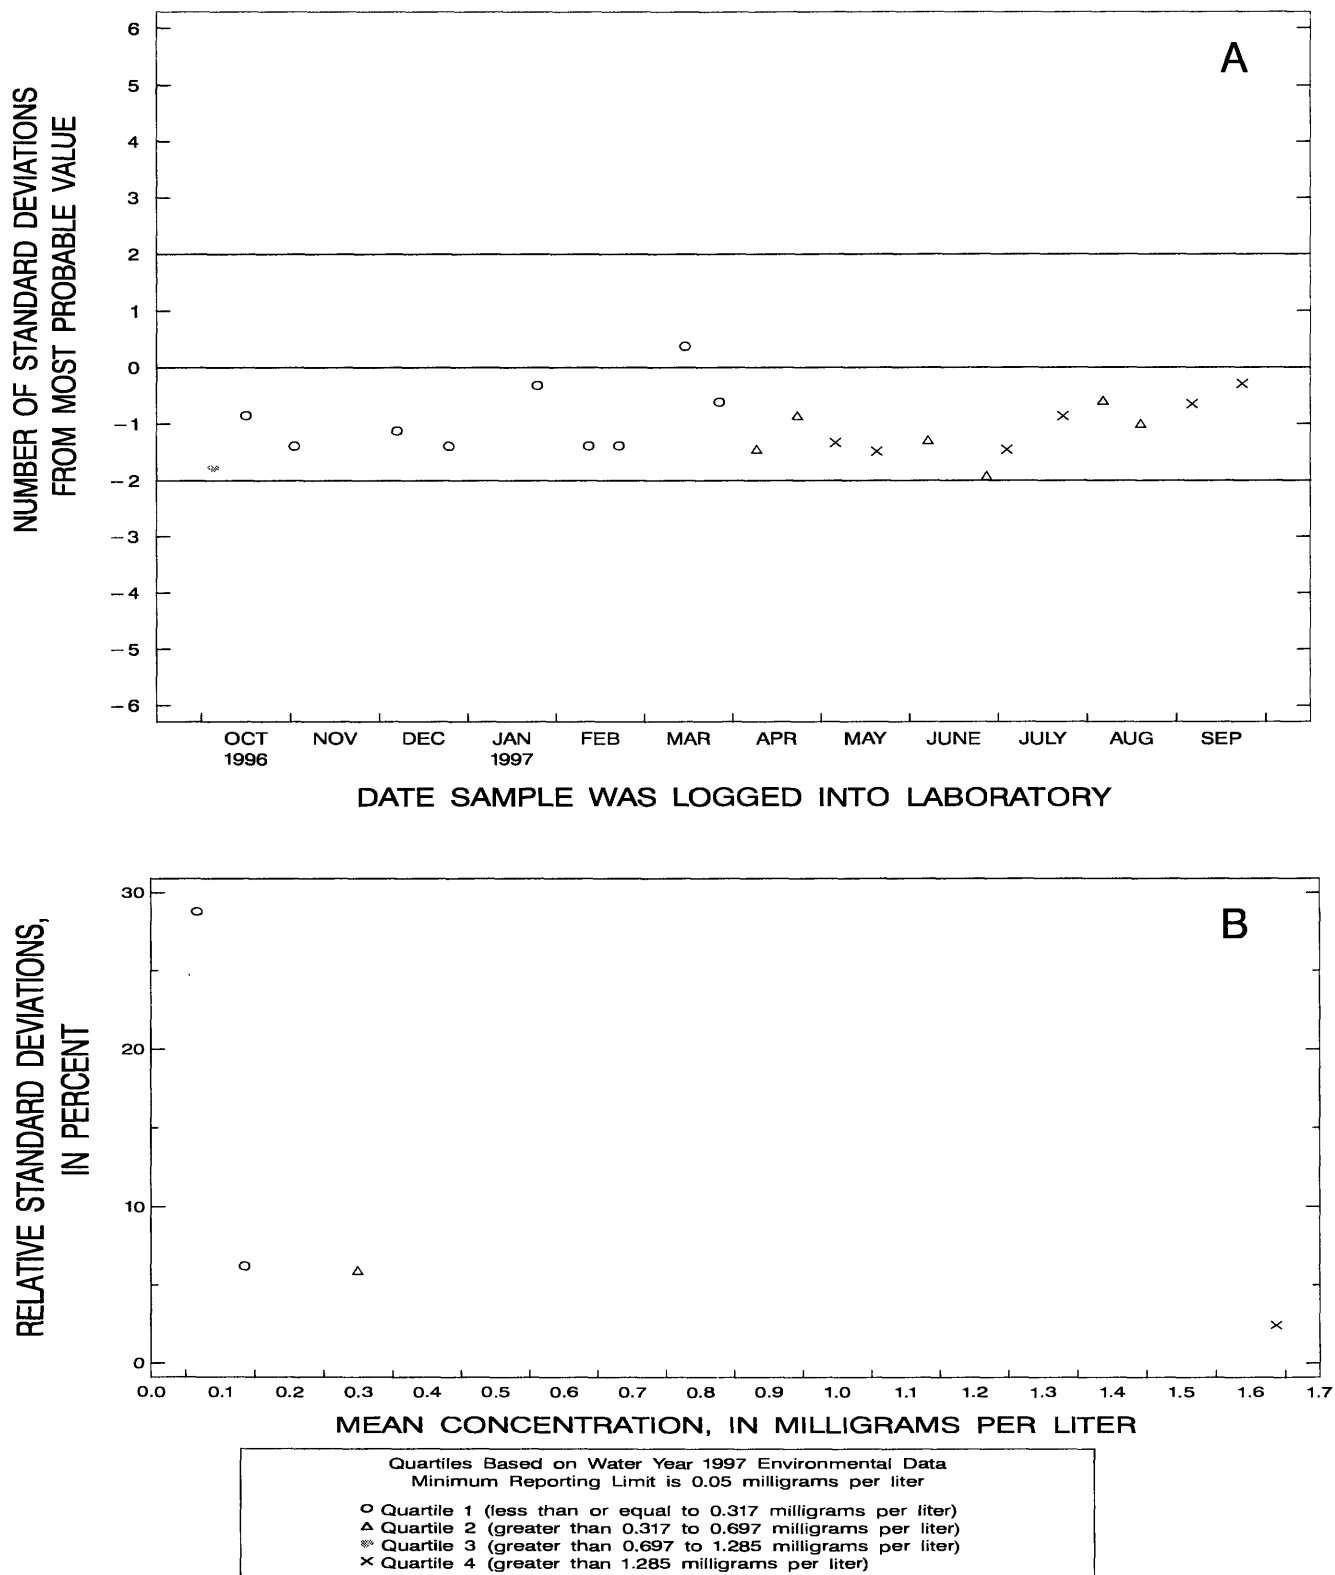 A
NUMBER OF STANDARD DEVIATIONS
FROM MOST PROBABLE VALUE
6
5
4
3
2
1
0
−1
−2
−3
−4
−5
−6
OCT NOV DEC JAN FEB MAR APR MAY JUNE JULY AUG SEP
1996 1997
DATE SAMPLE WAS LOGGED INTO LABORATORY
B
RELATIVE STANDARD DEVIATIONS,
IN PERCENT
30
20
10
0
0.0 0.1 0.2 0.3 0.4 0.5 0.6 0.7 0.8 0.9 1.0 1.1 1.2 1.3 1.4 1.5 1.6 1.7
MEAN CONCENTRATION, IN MILLIGRAMS PER LITER
Quartiles Based on Water Year 1997 Environmental Data
Minimum Reporting Limit is 0.05 milligrams per liter
Quartile 1 (less than or equal to 0.317 milligrams per liter)
Quartile 2 (greater than 0.317 to 0.697 milligrams per liter)
Quartile 3 (greater than 0.697 to 1.285 milligrams per liter)
Quartile 4 (greater than 1.285 milligrams per liter)